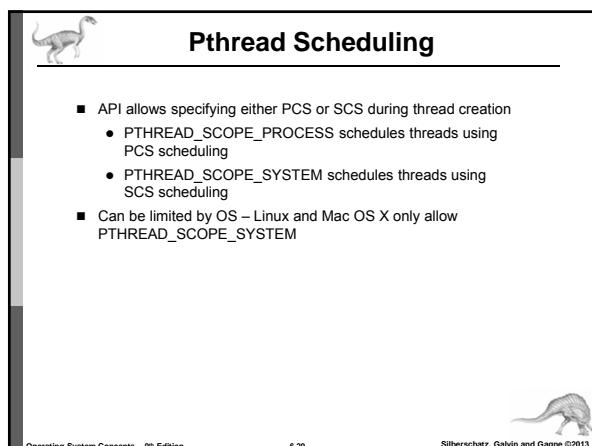 Pthread Scheduling
■ API allows specifying either PCS or SCS during thread creation
● PTHREAD_SCOPE_PROCESS schedules threads using
PCS scheduling
● PTHREAD_SCOPE_SYSTEM schedules threads using
SCS scheduling
■ Can be limited by OS – Linux and Mac OS X only allow
PTHREAD_SCOPE_SYSTEM
Operating System Concepts – 9th Edition 6.29 Silberschatz, Galvin and Gagne ©2013